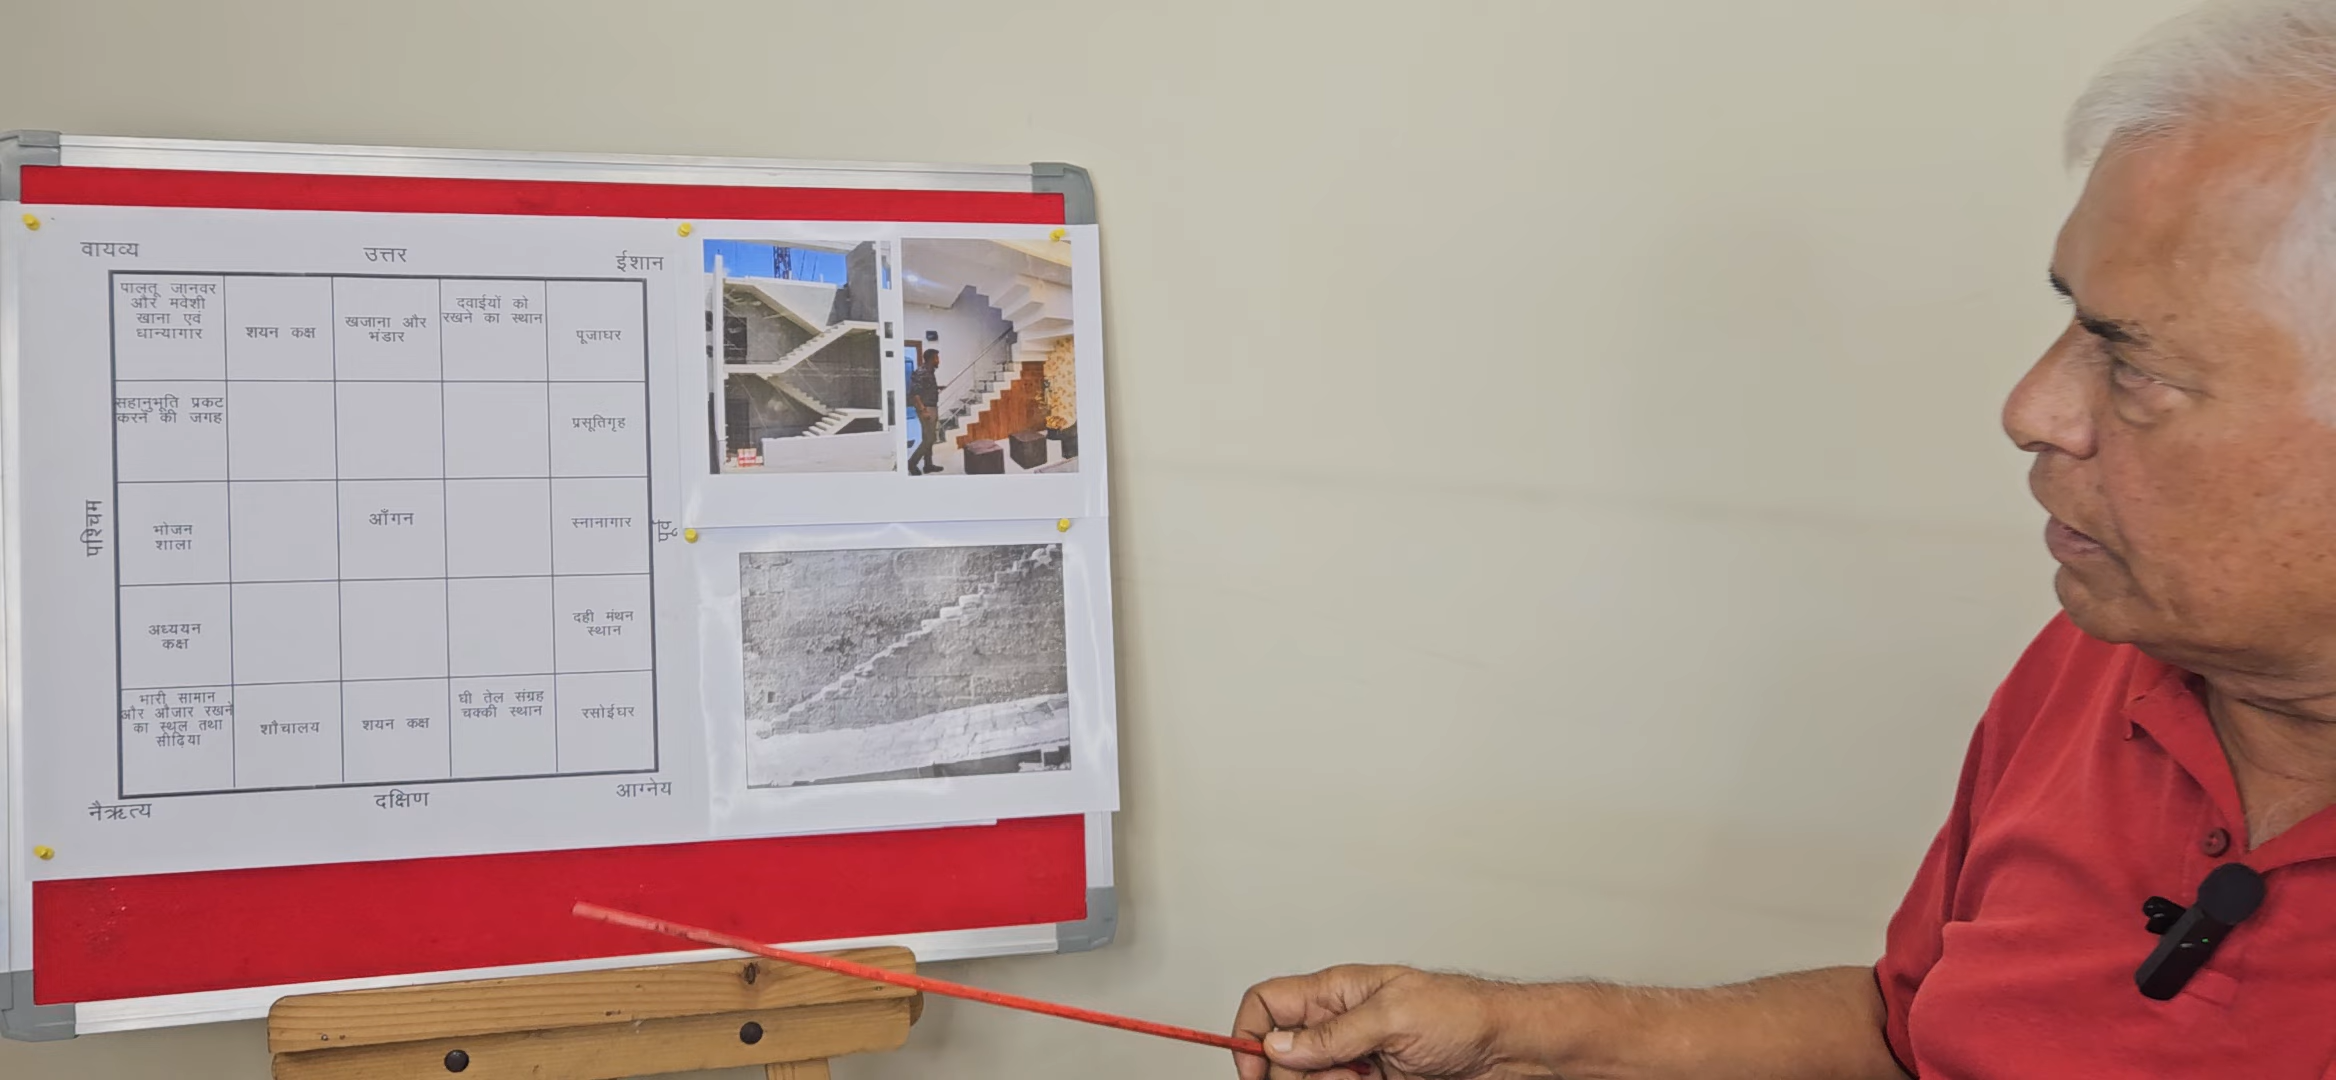 वायव्य
उत्तर
ईशान
पालतू जानवर
और मवेशी
खाना एवं
धान्यागार
शयन कक्ष
खजाना और
भंडार
दवाईयों को
रखने का स्थान
पूजाघर
सहानुभूति प्रकट
करने की जगह
प्रसूतिगृह
पश्चिम
भोजन
शाला
आँगन
स्नानागार
पूर्व
अध्ययन
कक्ष
दही मंथन
स्थान
भारी सामान
और औजार रखने
का स्थल तथा
सीढ़िया
शौचालय
शयन कक्ष
घी तेल संग्रह
चक्की स्थान
रसोईघर
नैऋत्य
दक्षिण
आग्नेय